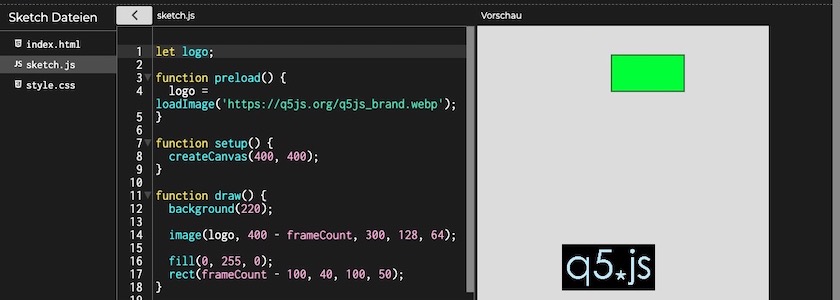 Sketch Dateien
index.html
JS sketch.js
style.css
sketch.js
1 let logo;
2
3 function preload() {
4 logo =
loadImage('https://q5js.org/q5js_brand.webp');
5 }
6
7 function setup() {
8 createCanvas(400, 400);
9 }
10
11 function draw() {
12 background(220);
13
14 image(logo, 400 - frameCount, 300, 128, 64);
15
16 fill(0, 255, 0);
17 rect(frameCount - 100, 40, 100, 50);
18 }
Vorschau
q5*js